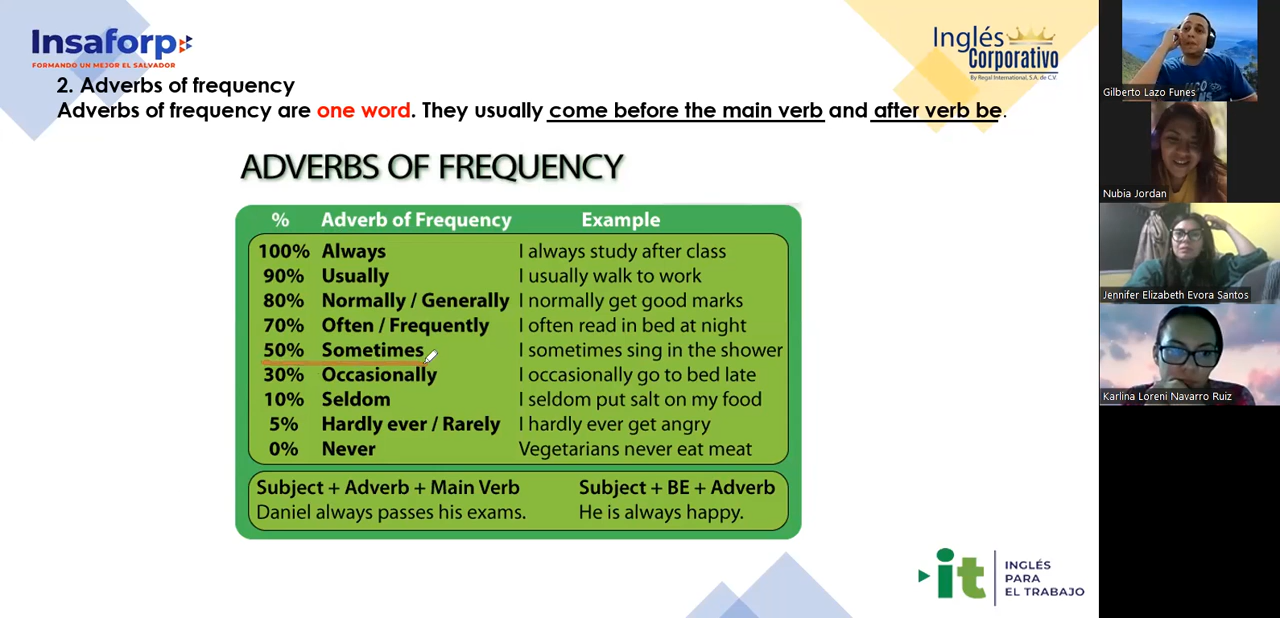 Insaforp
FORMANDO UN MEJOR EL SALVADOR
Inglés
Corporativo
By Regal International, S.A. de C.V.
2. Adverbs of frequency
Adverbs of frequency are one word. They usually come before the main verb and after verb be.
ADVERBS OF FREQUENCY
% Adverb of Frequency Example
100% Always I always study after class
90% Usually I usually walk to work
80% Normally / Generally I normally get good marks
70% Often / Frequently I often read in bed at night
50% Sometimes I sometimes sing in the shower
30% Occasionally I occasionally go to bed late
10% Seldom I seldom put salt on my food
5% Hardly ever / Rarely I hardly ever get angry
0% Never Vegetarians never eat meat
Subject + Adverb + Main Verb Subject + BE + Adverb
Daniel always passes his exams. He is always happy.
it
INGLÉS
PARA
EL TRABAJO
Gilberto Lazo Funes
Nubia Jordan
Jennifer Elizabeth Evora Santos
Karlina Loreni Navarro Ruiz